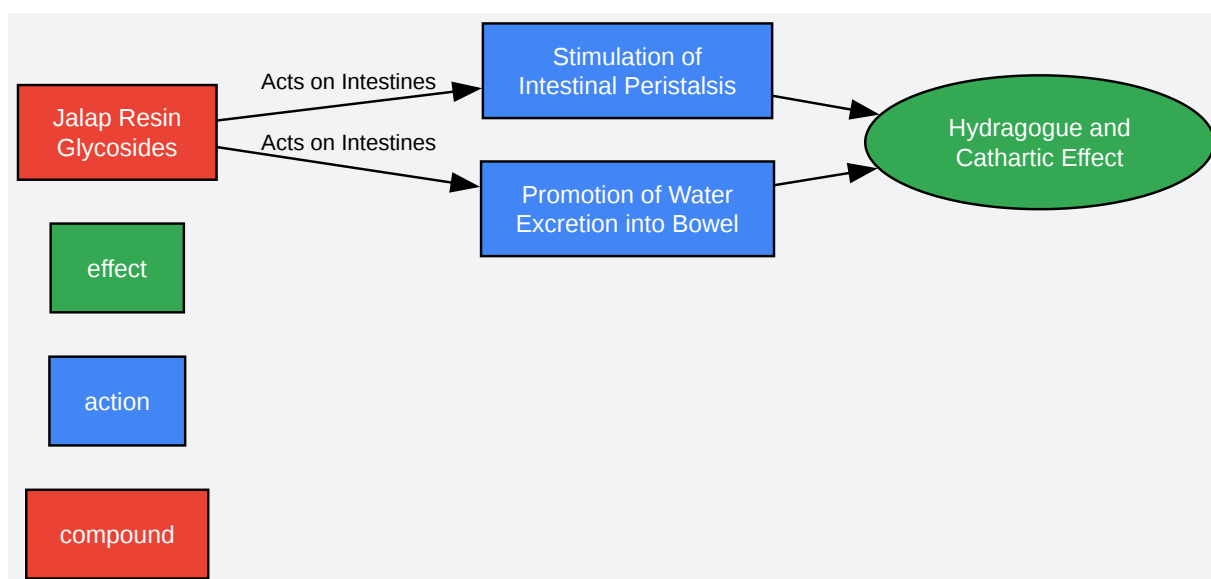 Jalap Resin
Glycosides
Acts on Intestines
Acts on Intestines
Stimulation of
Intestinal Peristalsis
Promotion of Water
Excretion into Bowel
Hydragogue and
Cathartic Effect
effect
action
compound